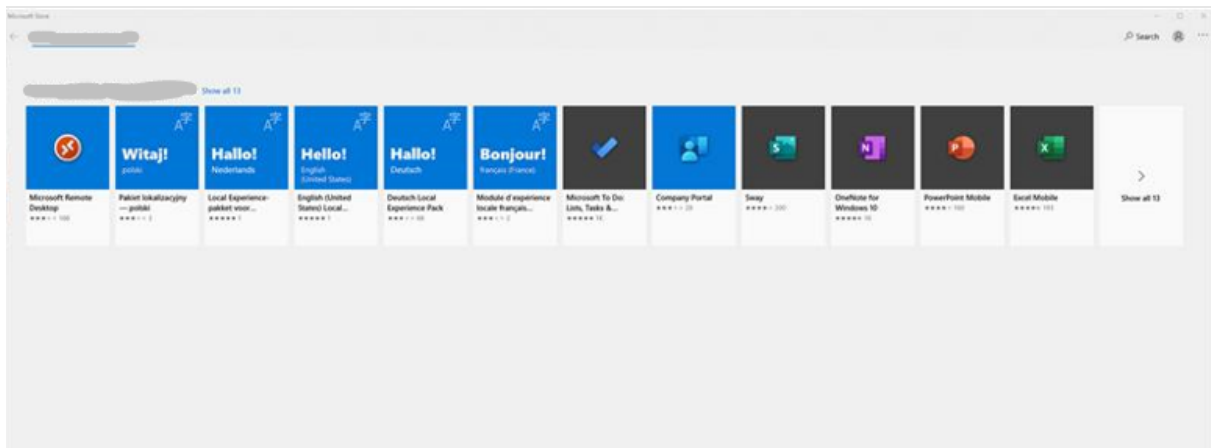 Microsoft Store
Search
Show all 13
Witaj!
polski
Hallo!
Nederlands
Hello!
English
(United States)
Hallo!
Deutsch
Bonjour!
Français (France)
S
N
P
X
Microsoft Remote
Desktop
Pakiet lokalizacyjny
— polski
Local Experience-
pakket voor...
English (United
States) Local...
Deutsch Local
Experience Pack
Module d'expérience
locale français...
Microsoft To Do:
Lists, Tasks &...
Company Portal
Sway
OneNote for
Windows 10
PowerPoint Mobile
Excel Mobile
Show all 13